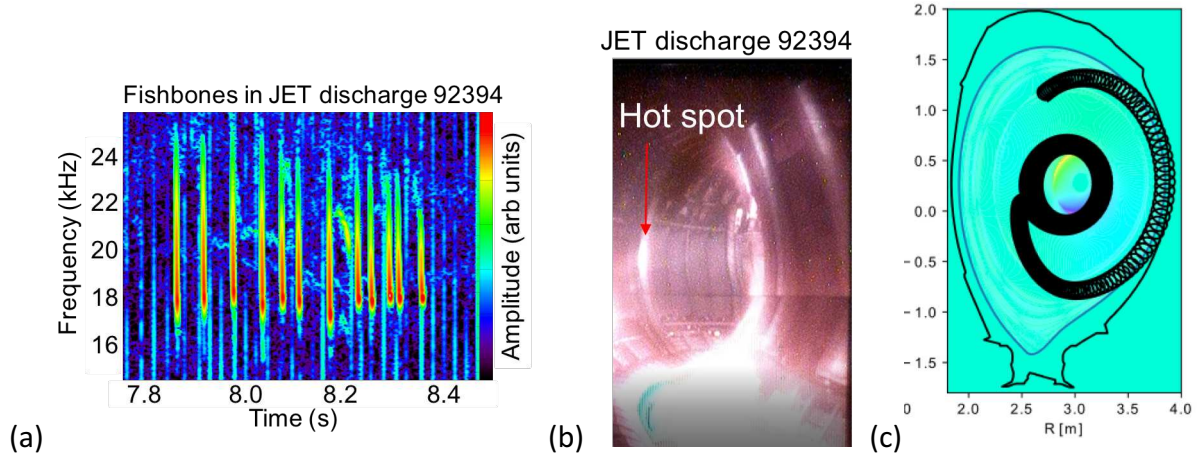 Fishbones in JET discharge 92394
Frequency (kHz)
24
22
20
18
16
7.8 8.0 8.2 8.4
Time (s)
Amplitude (arb units)
(a)
JET discharge 92394
Hot spot
(b)
2.0
1.5
1.0
0.5
0.0
−0.5
−1.0
−1.5
0 2.0 2.5 3.0 3.5 4.0
R [m]
(c)